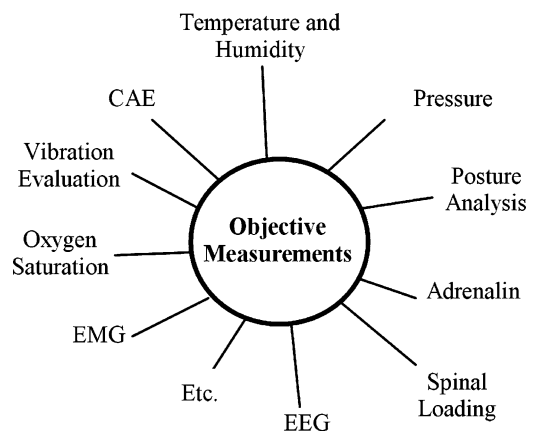 Temperature and
Humidity
CAE
Pressure
Vibration
Evaluation
Posture
Analysis
Objective
Measurements
Oxygen
Saturation
Adrenalin
EMG
Etc.
EEG
Spinal
Loading